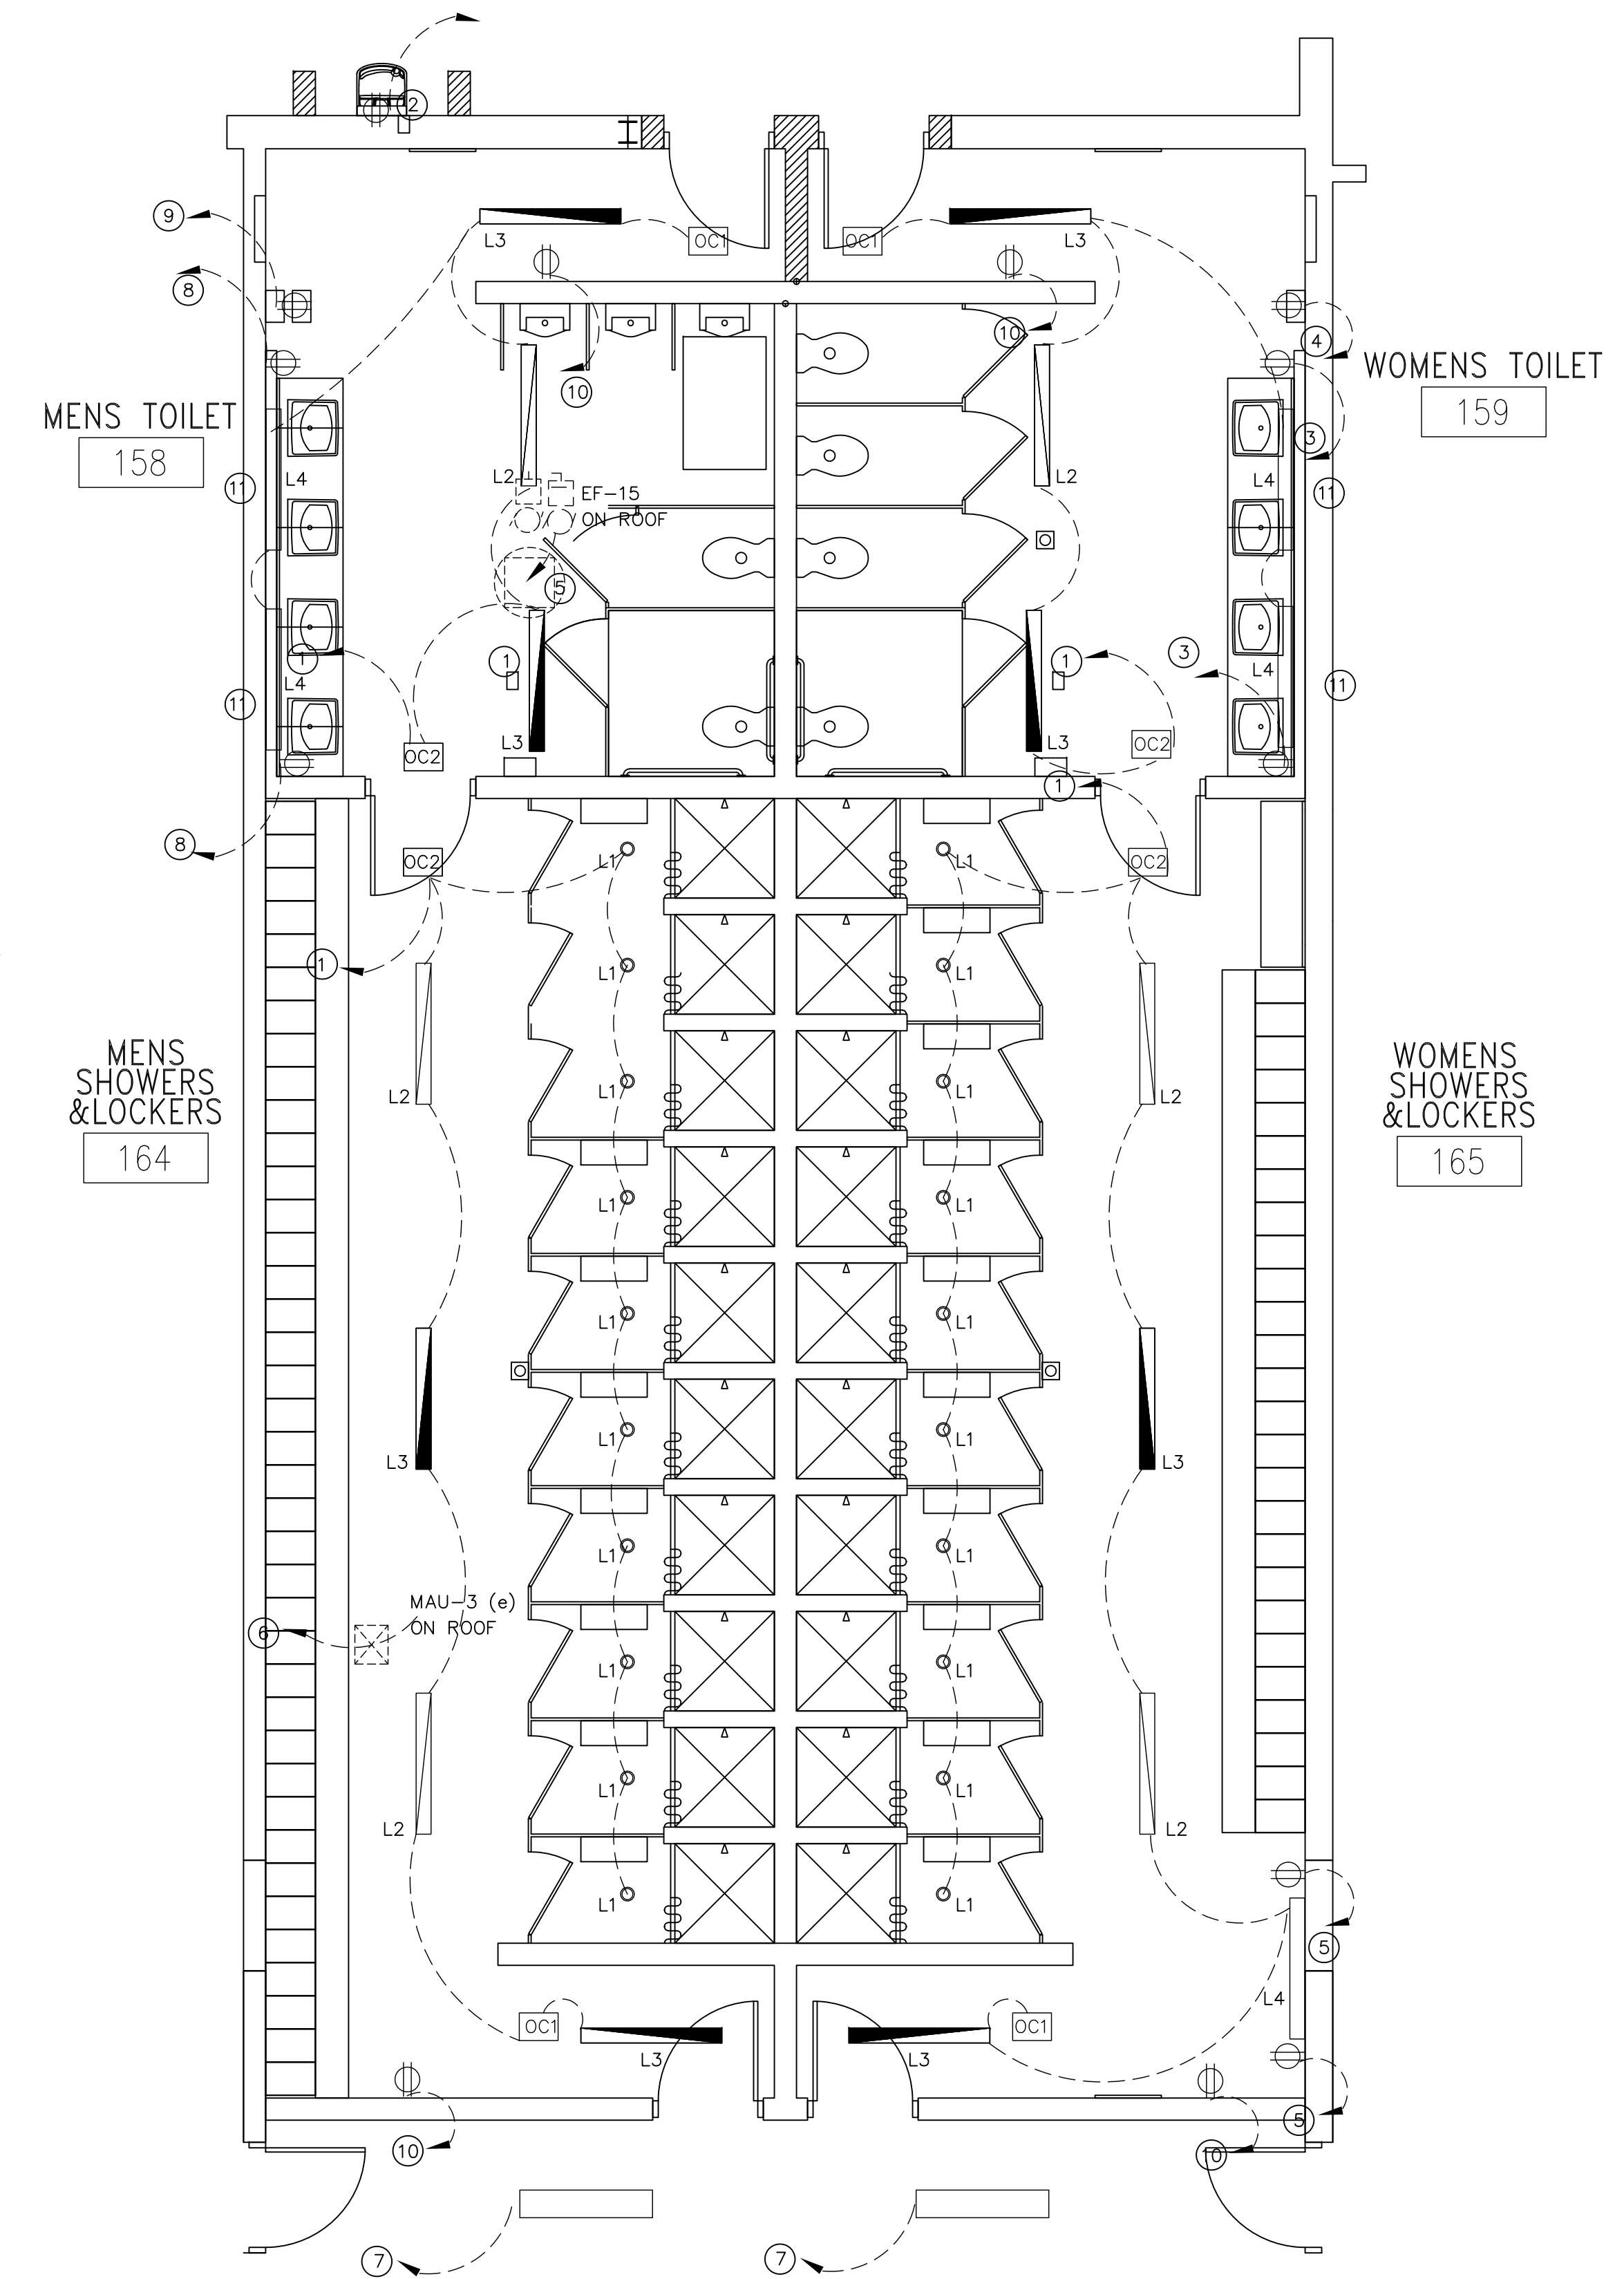 2
9
L3
OC1
OC1
L3
8
10
4
10
MENS TOILET
158
WOMENS TOILET
159
3
11
L4
L2
EF-15
ON ROOF
L2
L4
11
5
1
1
1
3
L4
L4
11
11
L3
L3
OC2
OC2
1
8
OC2
L1
L1
OC2
1
L1
L1
MENS
SHOWERS
&LOCKERS
164
L2
L1
L1
L2
WOMENS
SHOWERS
&LOCKERS
165
L1
L1
L1
L1
L3
L1
L1
L3
L1
L1
MAU-3 (e)
ON ROOF
6
L1
L1
L1
L1
L2
L2
L1
L1
5
L4
OC1
OC1
L3
L3
5
10
10
7
7